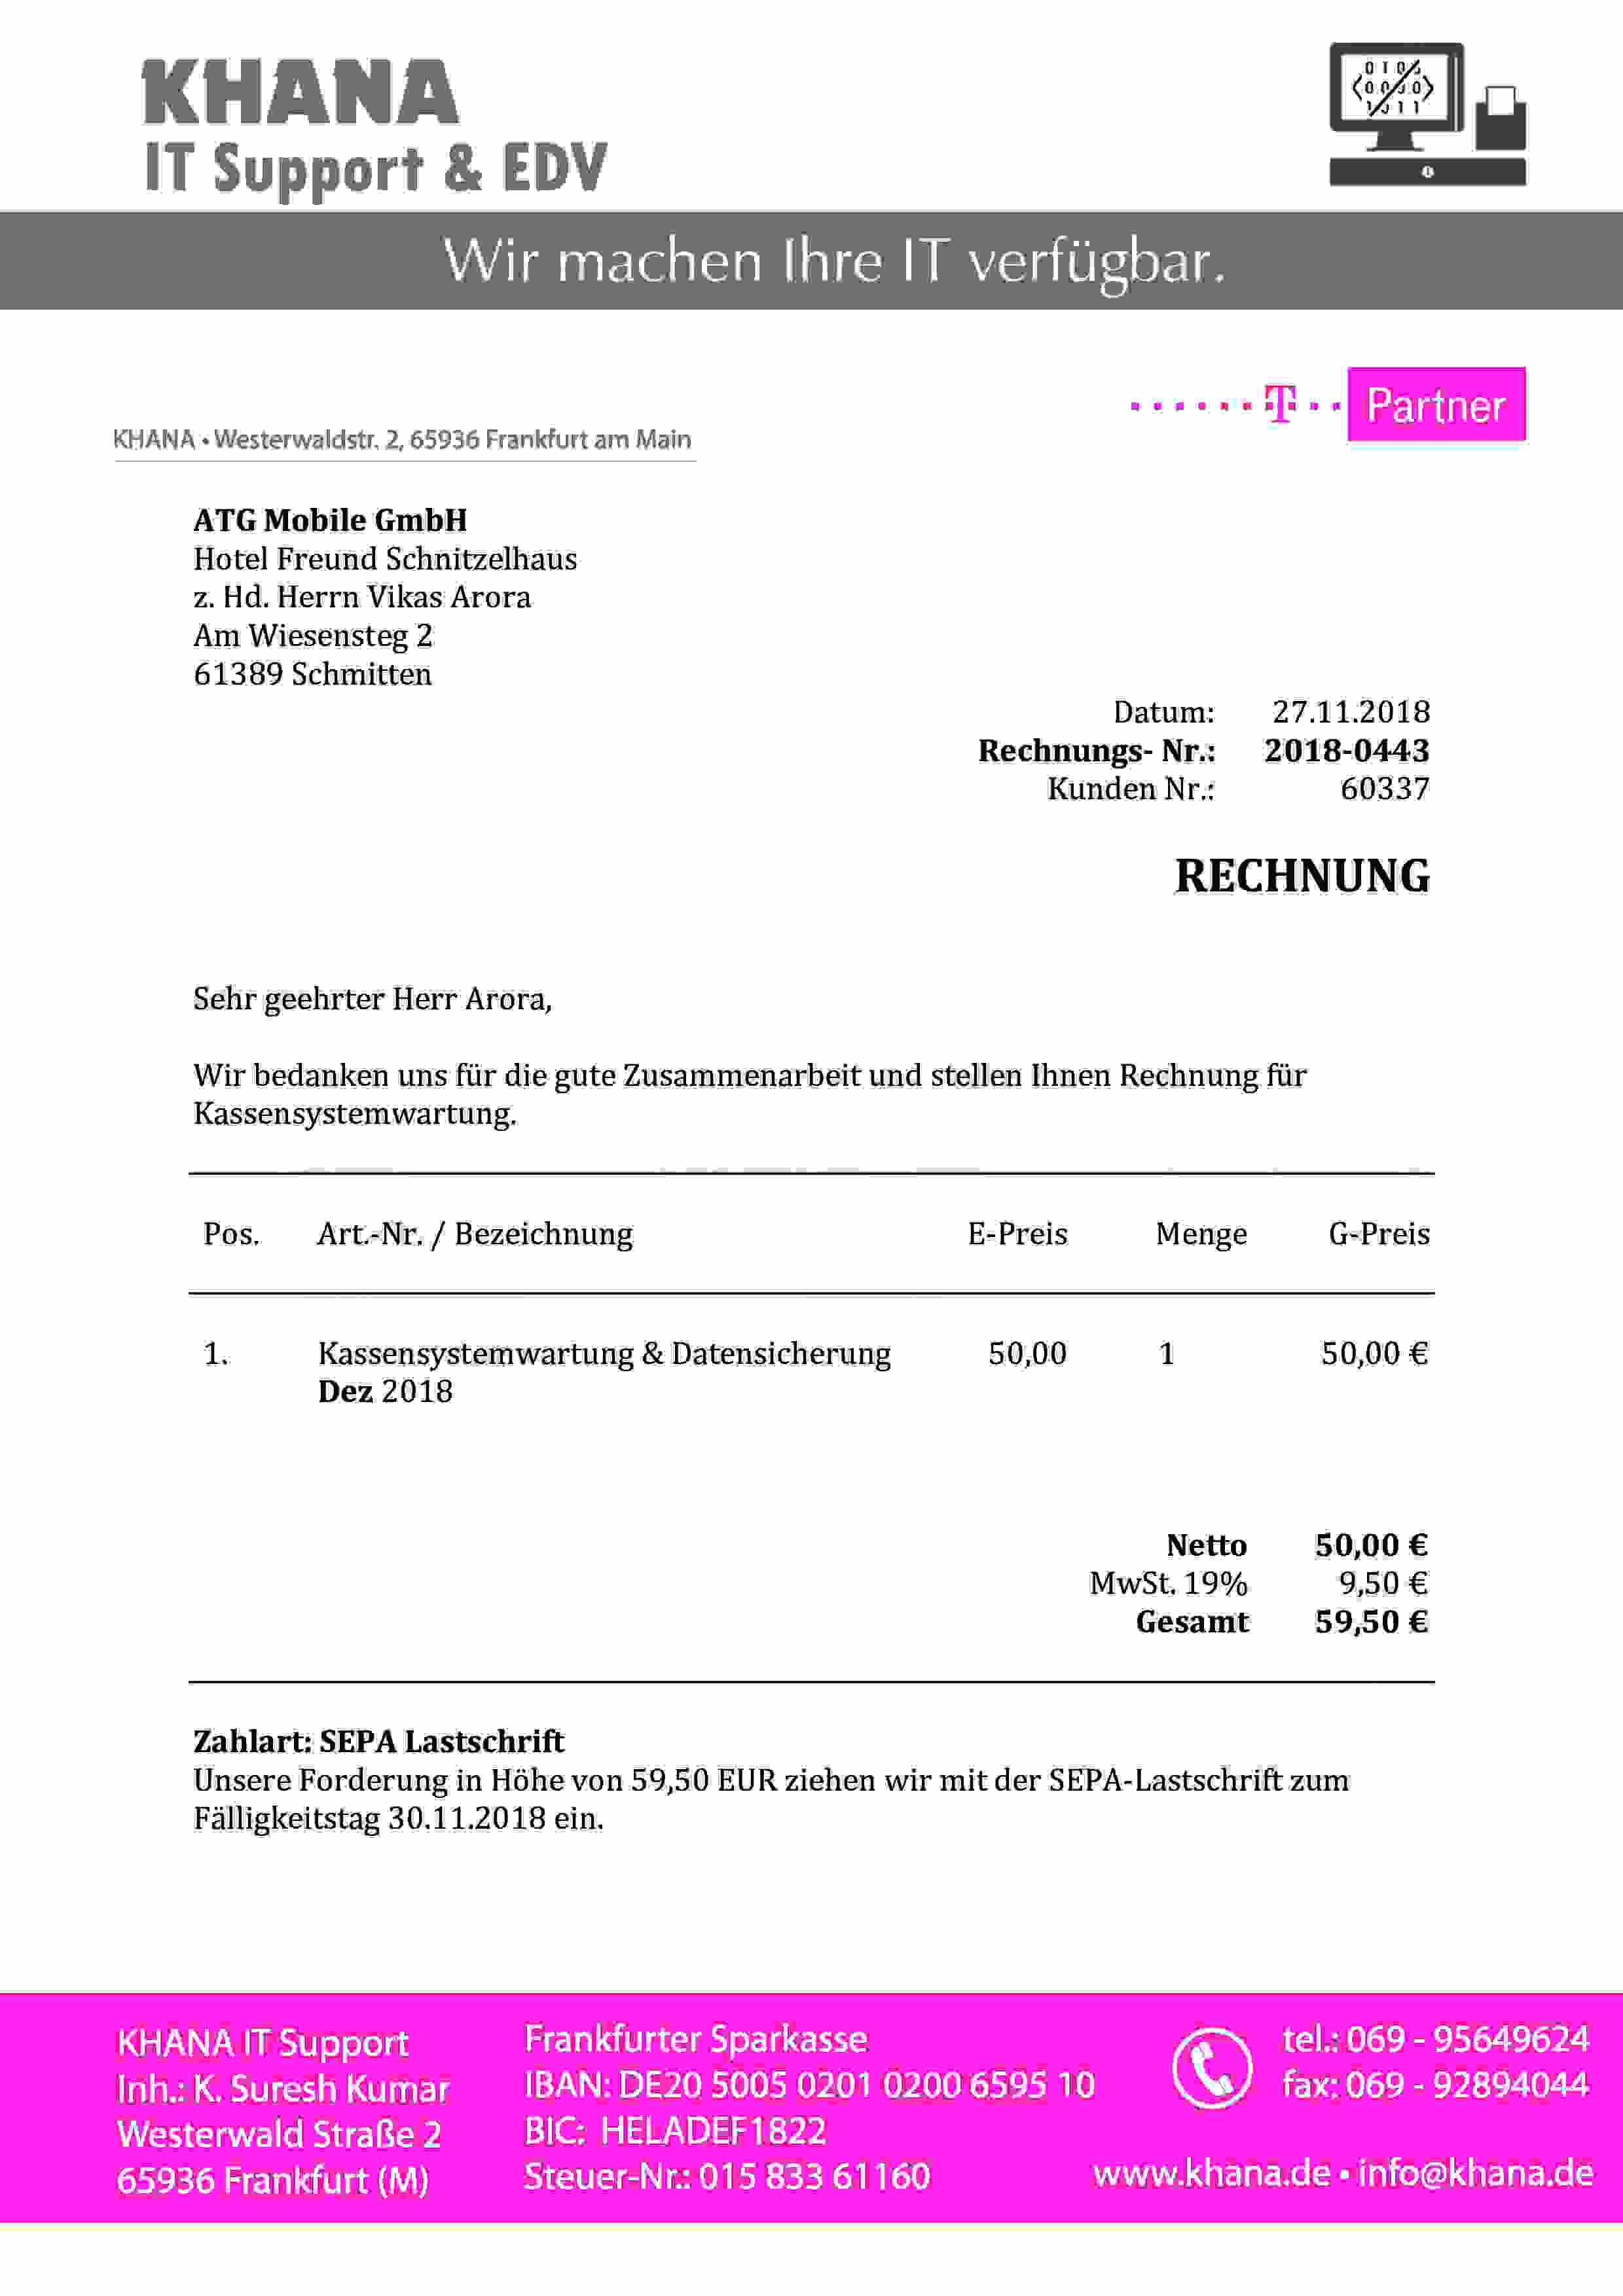 KHANA
IT Support & EDV
Wir machen Ihre IT verfügbar.
T Partner
KHANA • Westerwaldstr. 2, 65936 Frankfurt am Main
ATG Mobile GmbH
Hotel Freund Schnitzelhaus
z. Hd. Herrn Vikas Arora
Am Wiesensteg 2
61389 Schmitten
Datum: 27.11.2018
Rechnungs- Nr.: 2018-0443
Kunden Nr.: 60337
RECHNUNG
Sehr geehrter Herr Arora,
Wir bedanken uns für die gute Zusammenarbeit und stellen Ihnen Rechnung für
Kassensystemwartung.
Pos. Art.-Nr. / Bezeichnung E-Preis Menge G-Preis
1. Kassensystemwartung & Datensicherung 50,00 1 50,00 €
Dez 2018
Netto 50,00 €
MwSt. 19% 9,50 €
Gesamt 59,50 €
Zahlart: SEPA Lastschrift
Unsere Forderung in Höhe von 59,50 EUR ziehen wir mit der SEPA-Lastschrift zum
Fälligkeitstag 30.11.2018 ein.
KHANA IT Support
Inh.: K. Suresh Kumar
Westerwald Straße 2
65936 Frankfurt (M)
Frankfurter Sparkasse
IBAN: DE20 5005 0201 0200 6595 10
BIC: HELADEF1822
Steuer-Nr.: 015 833 61160
tel.: 069 - 95649624
fax: 069 - 92894044
www.khana.de • info@khana.de